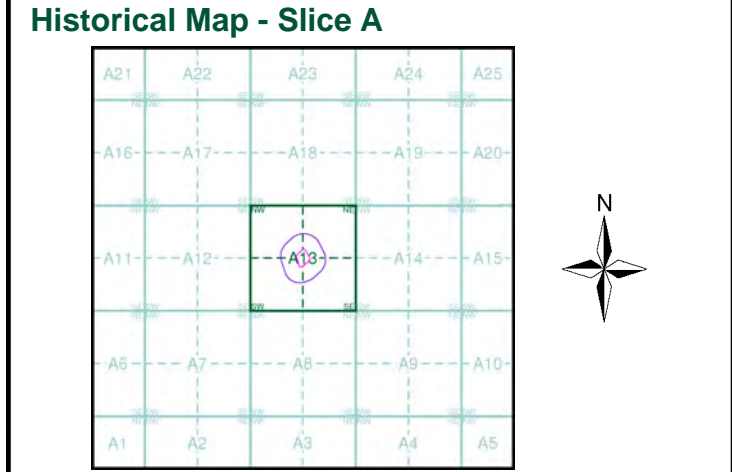 Historical Map - Slice A
A21 A22 A23 A24 A25
A16 A17 A18 A19 A20
N
NW NE
A11 A12 A13 A14 A15
SW SE
A6 A7 A8 A9 A10
A1 A2 A3 A4 A5